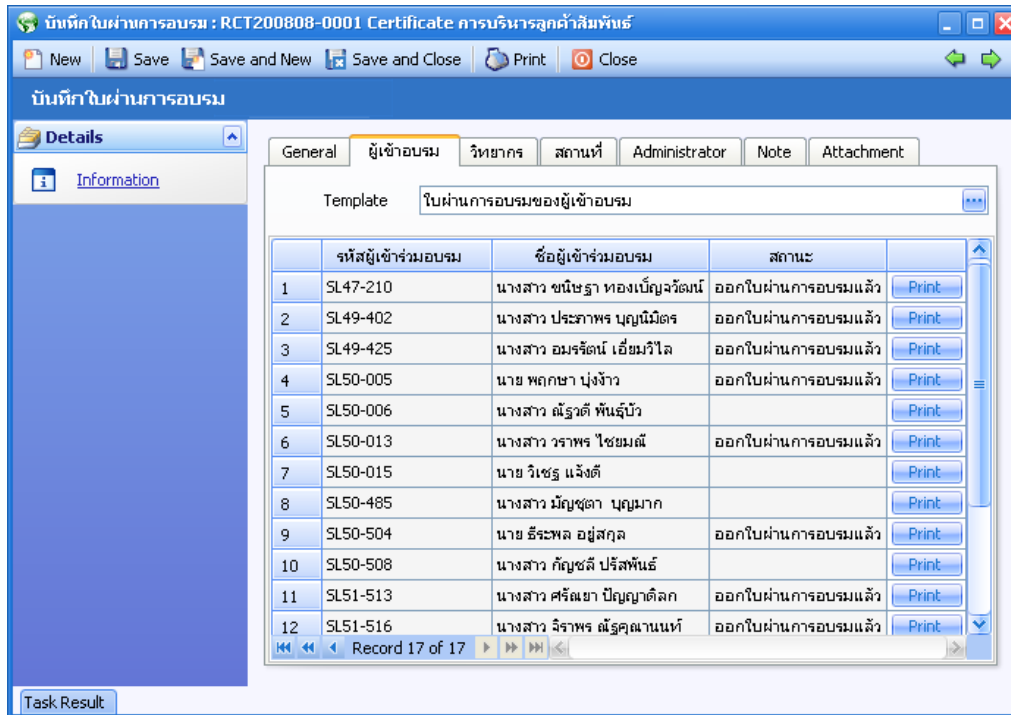 บันทึกใบผ่านการอบรม : RCT200808-0001 Certificate การบริหารลูกค้าสัมพันธ์
New Save Save and New Save and Close Print Close
บันทึกใบผ่านการอบรม
Details
Information
General ผู้เข้าอบรม วิทยากร สถานที่ Administrator Note Attachment
Template ใบผ่านการอบรมของผู้เข้าอบรม
รหัสผู้เข้าร่วมอบรม ชื่อผู้เข้าร่วมอบรม สถานะ
1 SL47-210 นางสาว ขนิษฐา ทองเบ็ญจวัฒน์ ออกใบผ่านการอบรมแล้ว Print
2 SL49-402 นางสาว ประภาพร บุญนิมิตร ออกใบผ่านการอบรมแล้ว Print
3 SL49-425 นางสาว อมรรัตน์ เอี่ยมวิไล ออกใบผ่านการอบรมแล้ว Print
4 SL50-005 นาย พฤกษา บุ่งง้าว ออกใบผ่านการอบรมแล้ว Print
5 SL50-006 นางสาว ณัฐวดี พันธุ์บัว Print
6 SL50-013 นางสาว วราพร ไชยมณี ออกใบผ่านการอบรมแล้ว Print
7 SL50-015 นาย วิเชฐ แจ้งดี Print
8 SL50-485 นางสาว มัญชุตา บุญมาก Print
9 SL50-504 นาย ธีระพล อยู่สกุล ออกใบผ่านการอบรมแล้ว Print
10 SL50-508 นางสาว กัญชลี ปรัสพันธ์ Print
11 SL51-513 นางสาว ศรัณยา ปัญญาดิลก ออกใบผ่านการอบรมแล้ว Print
12 SL51-516 นางสาว จิราพร ณัฐคุณานนท์ ออกใบผ่านการอบรมแล้ว Print
Record 17 of 17
Task Result